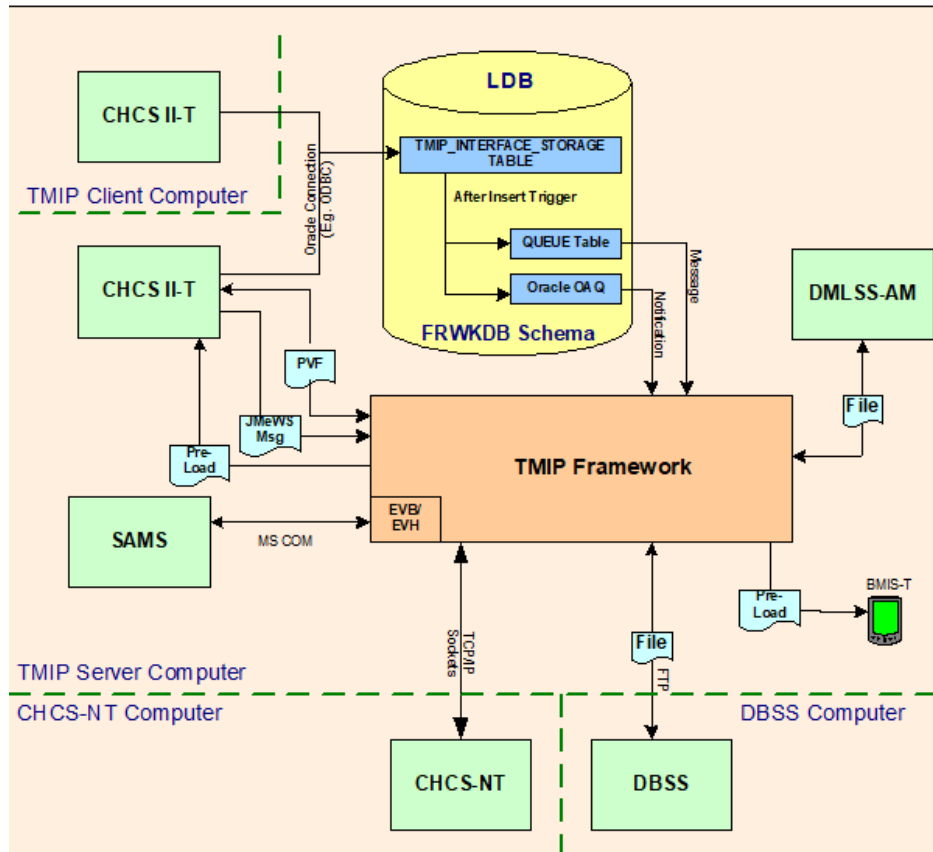 LDB
CHCS II-T
TMIP_INTERFACE_STORAGE
TABLE
TMIP Client Computer
Oracle Connection
(Eg. ODBC)
After Insert Trigger
QUEUE Table
Oracle OAQ
FRWKDB Schema
Message
Notification
CHCS II-T
DMLSS-AM
PVF
JMeWS
Msg
Pre-
Load
File
TMIP Framework
EVB/
EVH
SAMS
MS COM
BMIS-T
Pre-
Load
TCP/IP
Sockets
File
FTP
TMIP Server Computer
CHCS-NT Computer
DBSS Computer
CHCS-NT
DBSS